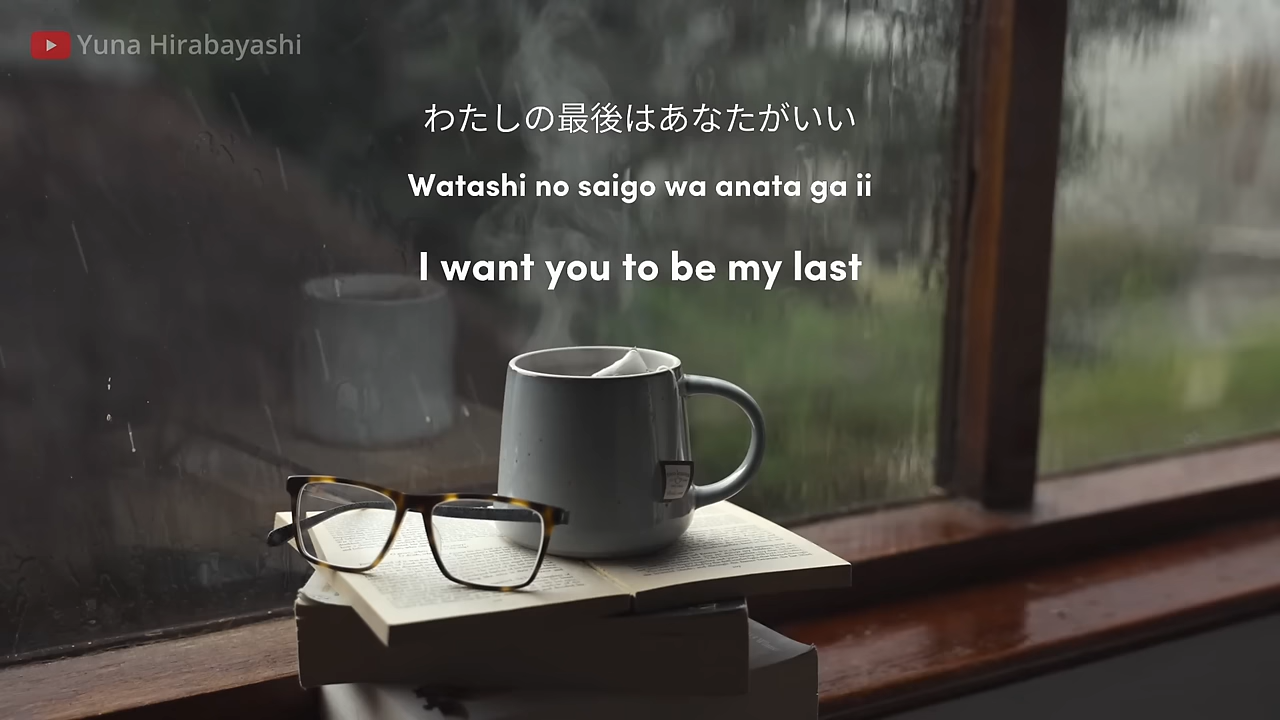 Yuna Hirabayashi
わたしの最後はあなたがいい
Watashi no saigo wa anata ga ii
I want you to be my last